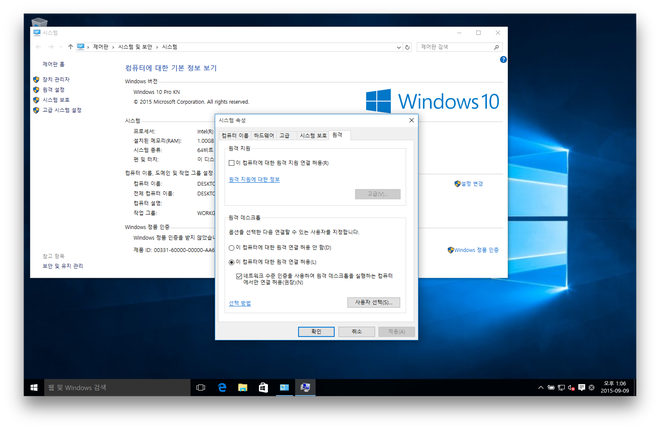 시스템
제어판 > 시스템 및 보안 > 시스템
제어판 검색
제어판 홈
장치 관리자
원격 설정
시스템 보호
고급 시스템 설정
컴퓨터에 대한 기본 정보 보기
Windows 버전
Windows 10 Pro KN
© 2015 Microsoft Corporation. All rights reserved.
Windows 10
시스템
프로세서: Intel(R)
설치된 메모리(RAM): 1.00GB
시스템 종류: 64비트
펜 및 터치: 이 디스
컴퓨터 이름, 도메인 및 작업 그룹 설정
컴퓨터 이름: DESKTO
전체 컴퓨터 이름: DESKTO
컴퓨터 설명:
작업 그룹: WORKG
설정 변경
Windows 정품 인증
Windows 정품 인증을 받지 않았습니
제품 ID: 00331-60000-00000-AA6
Windows 정품 인증
참고 항목
보안 및 유지 관리
시스템 속성
컴퓨터 이름 하드웨어 고급 시스템 보호 원격
원격 지원
이 컴퓨터에 대한 원격 지원 연결 허용(R)
원격 지원에 대한 정보
고급(V)...
원격 데스크톱
옵션을 선택한 다음 연결할 수 있는 사용자를 지정합니다.
이 컴퓨터에 대한 원격 연결 허용 안 함(D)
이 컴퓨터에 대한 원격 연결 허용(L)
네트워크 수준 인증을 사용하여 원격 데스크톱을 실행하는 컴퓨터
에서만 연결 허용(권장)(N)
선택 방법
사용자 선택(S)...
확인 취소 적용(A)
웹 및 Windows 검색
오후 1:06
2015-09-09